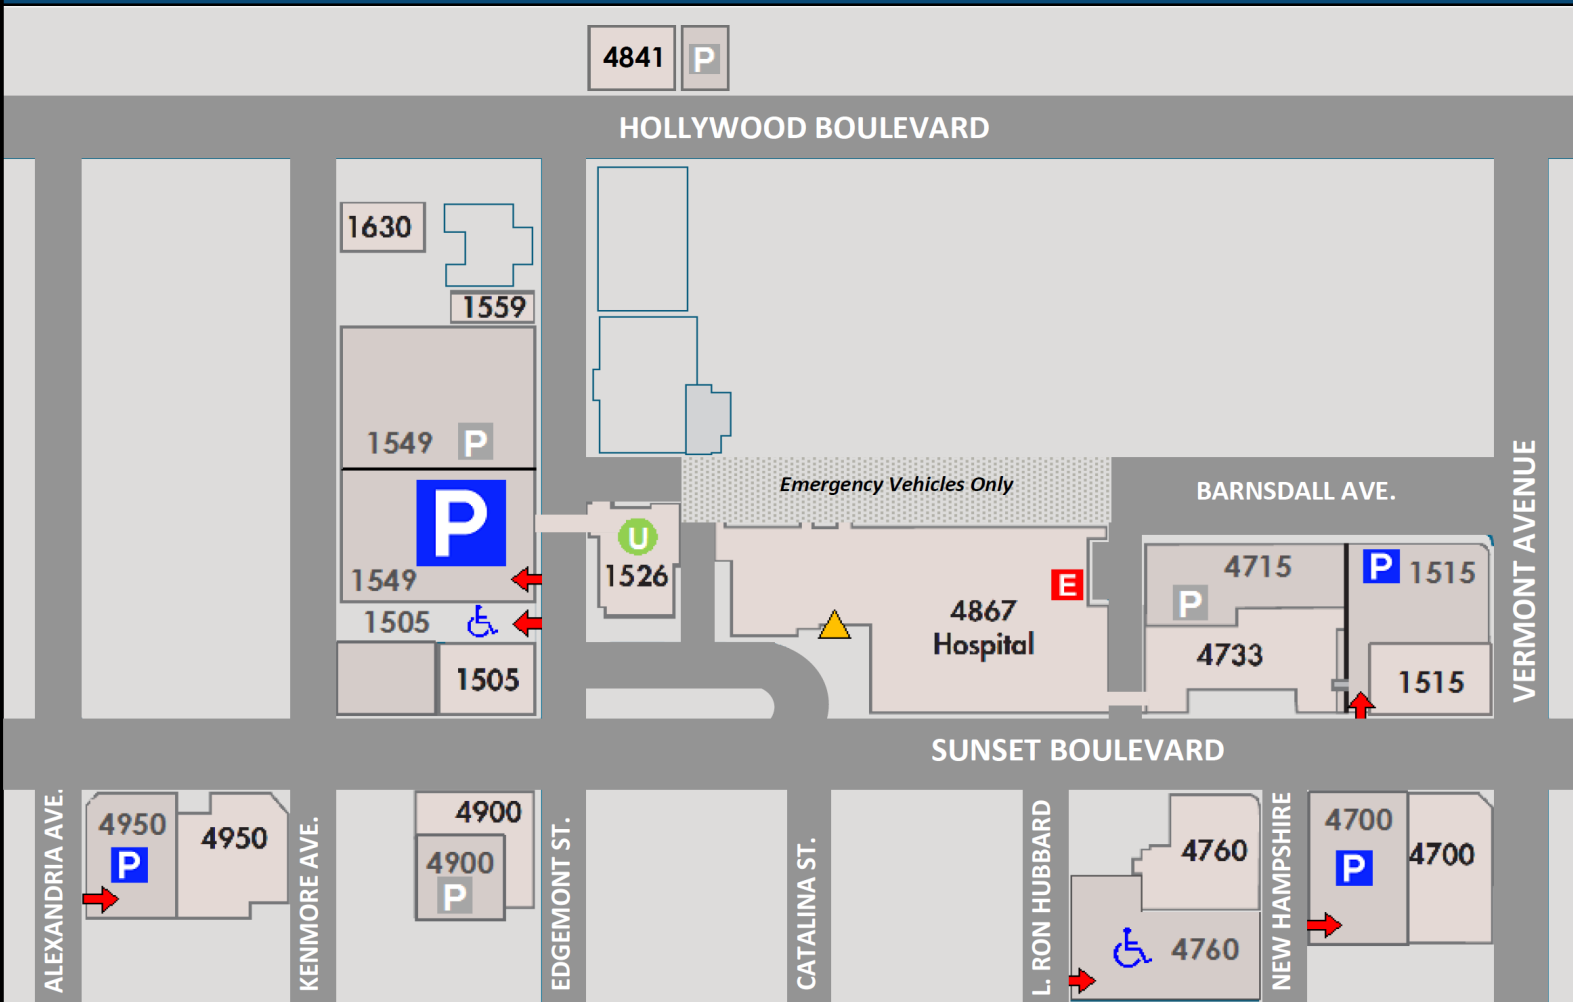 4841 P
HOLLYWOOD BOULEVARD
1630
1559
1549 P
P
1549
1505
1505
U
1526
Emergency Vehicles Only
BARNSDALL AVE.
VERMONT AVENUE
E
4867
Hospital
4715
P
4733
P 1515
1515
SUNSET BOULEVARD
ALEXANDRIA AVE.
4950
P
4950
KENMORE AVE.
4900
4900
P
EDGEMONT ST.
CATALINA ST.
L. RON HUBBARD
4760
4760
NEW HAMPSHIRE
4700
P
4700